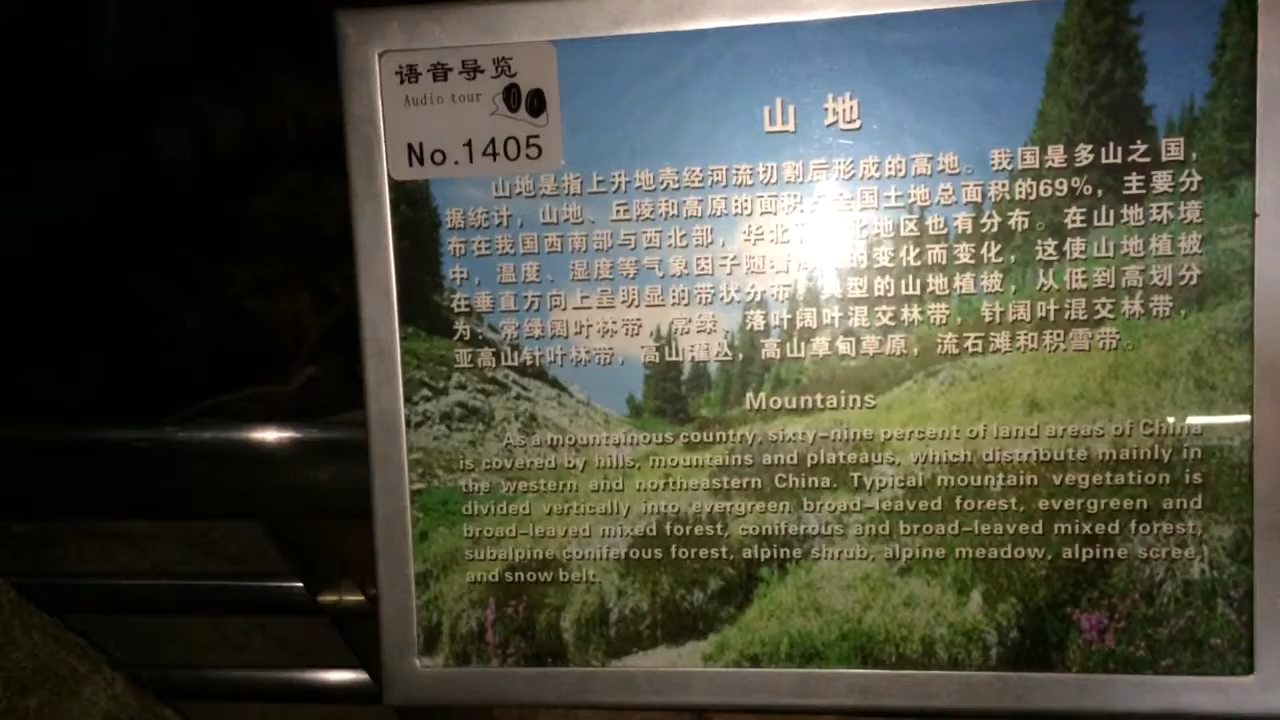 语音导览
Audio tour
No.1405
山 地
山地是指上升地壳经河流切割后形成的高地。我国是多山之国，
据统计，山地、丘陵和高原的面积 全国土地总面积的69%，主要分
布在我国西南部与西北部，华北 北地区也有分布。在山地环境
中，温度、湿度等气象因子随着 的变化而变化，这使山地植被
在垂直方向上呈明显的带状分布 型的山地植被，从低到高划分
为：常绿阔叶林带，常绿、落叶阔叶混交林带，针阔叶混交林带，
亚高山针叶林带，高山灌丛，高山草甸草原，流石滩和积雪带。
Mountains
As a mountainous country, sixty-nine percent of land areas of China
is covered by hills, mountains and plateaus, which distribute mainly in
the western and northeastern China. Typical mountain vegetation is
divided vertically into evergreen broad-leaved forest, evergreen and
broad-leaved mixed forest, coniferous and broad-leaved mixed forest,
subalpine coniferous forest, alpine shrub, alpine meadow, alpine scree,
and snow belt.